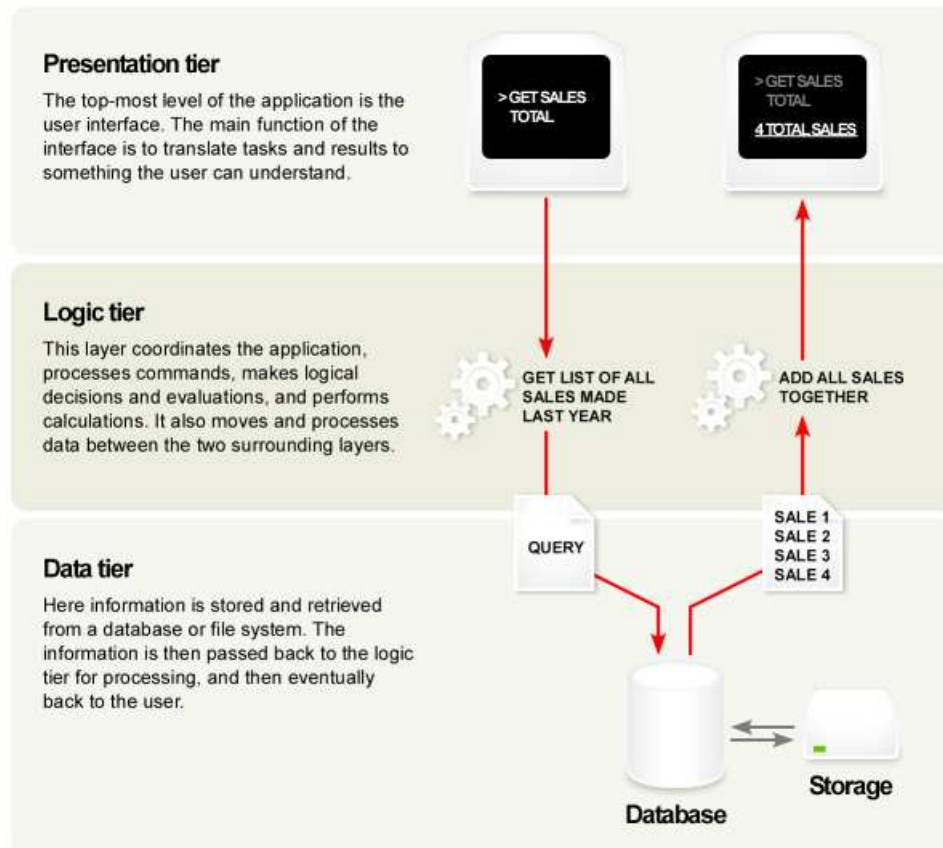 Presentation tier
The top-most level of the application is the
user interface. The main function of the
interface is to translate tasks and results to
something the user can understand.
>GET SALES
TOTAL
>GET SALES
TOTAL
4 TOTAL SALES
Logic tier
This layer coordinates the application,
processes commands, makes logical
decisions and evaluations, and performs
calculations. It also moves and processes
data between the two surrounding layers.
GET LIST OF ALL
SALES MADE
LAST YEAR
ADD ALL SALES
TOGETHER
QUERY
SALE 1
SALE 2
SALE 3
SALE 4
Data tier
Here information is stored and retrieved
from a database or file system. The
information is then passed back to the logic
tier for processing, and then eventually
back to the user.
Database
Storage